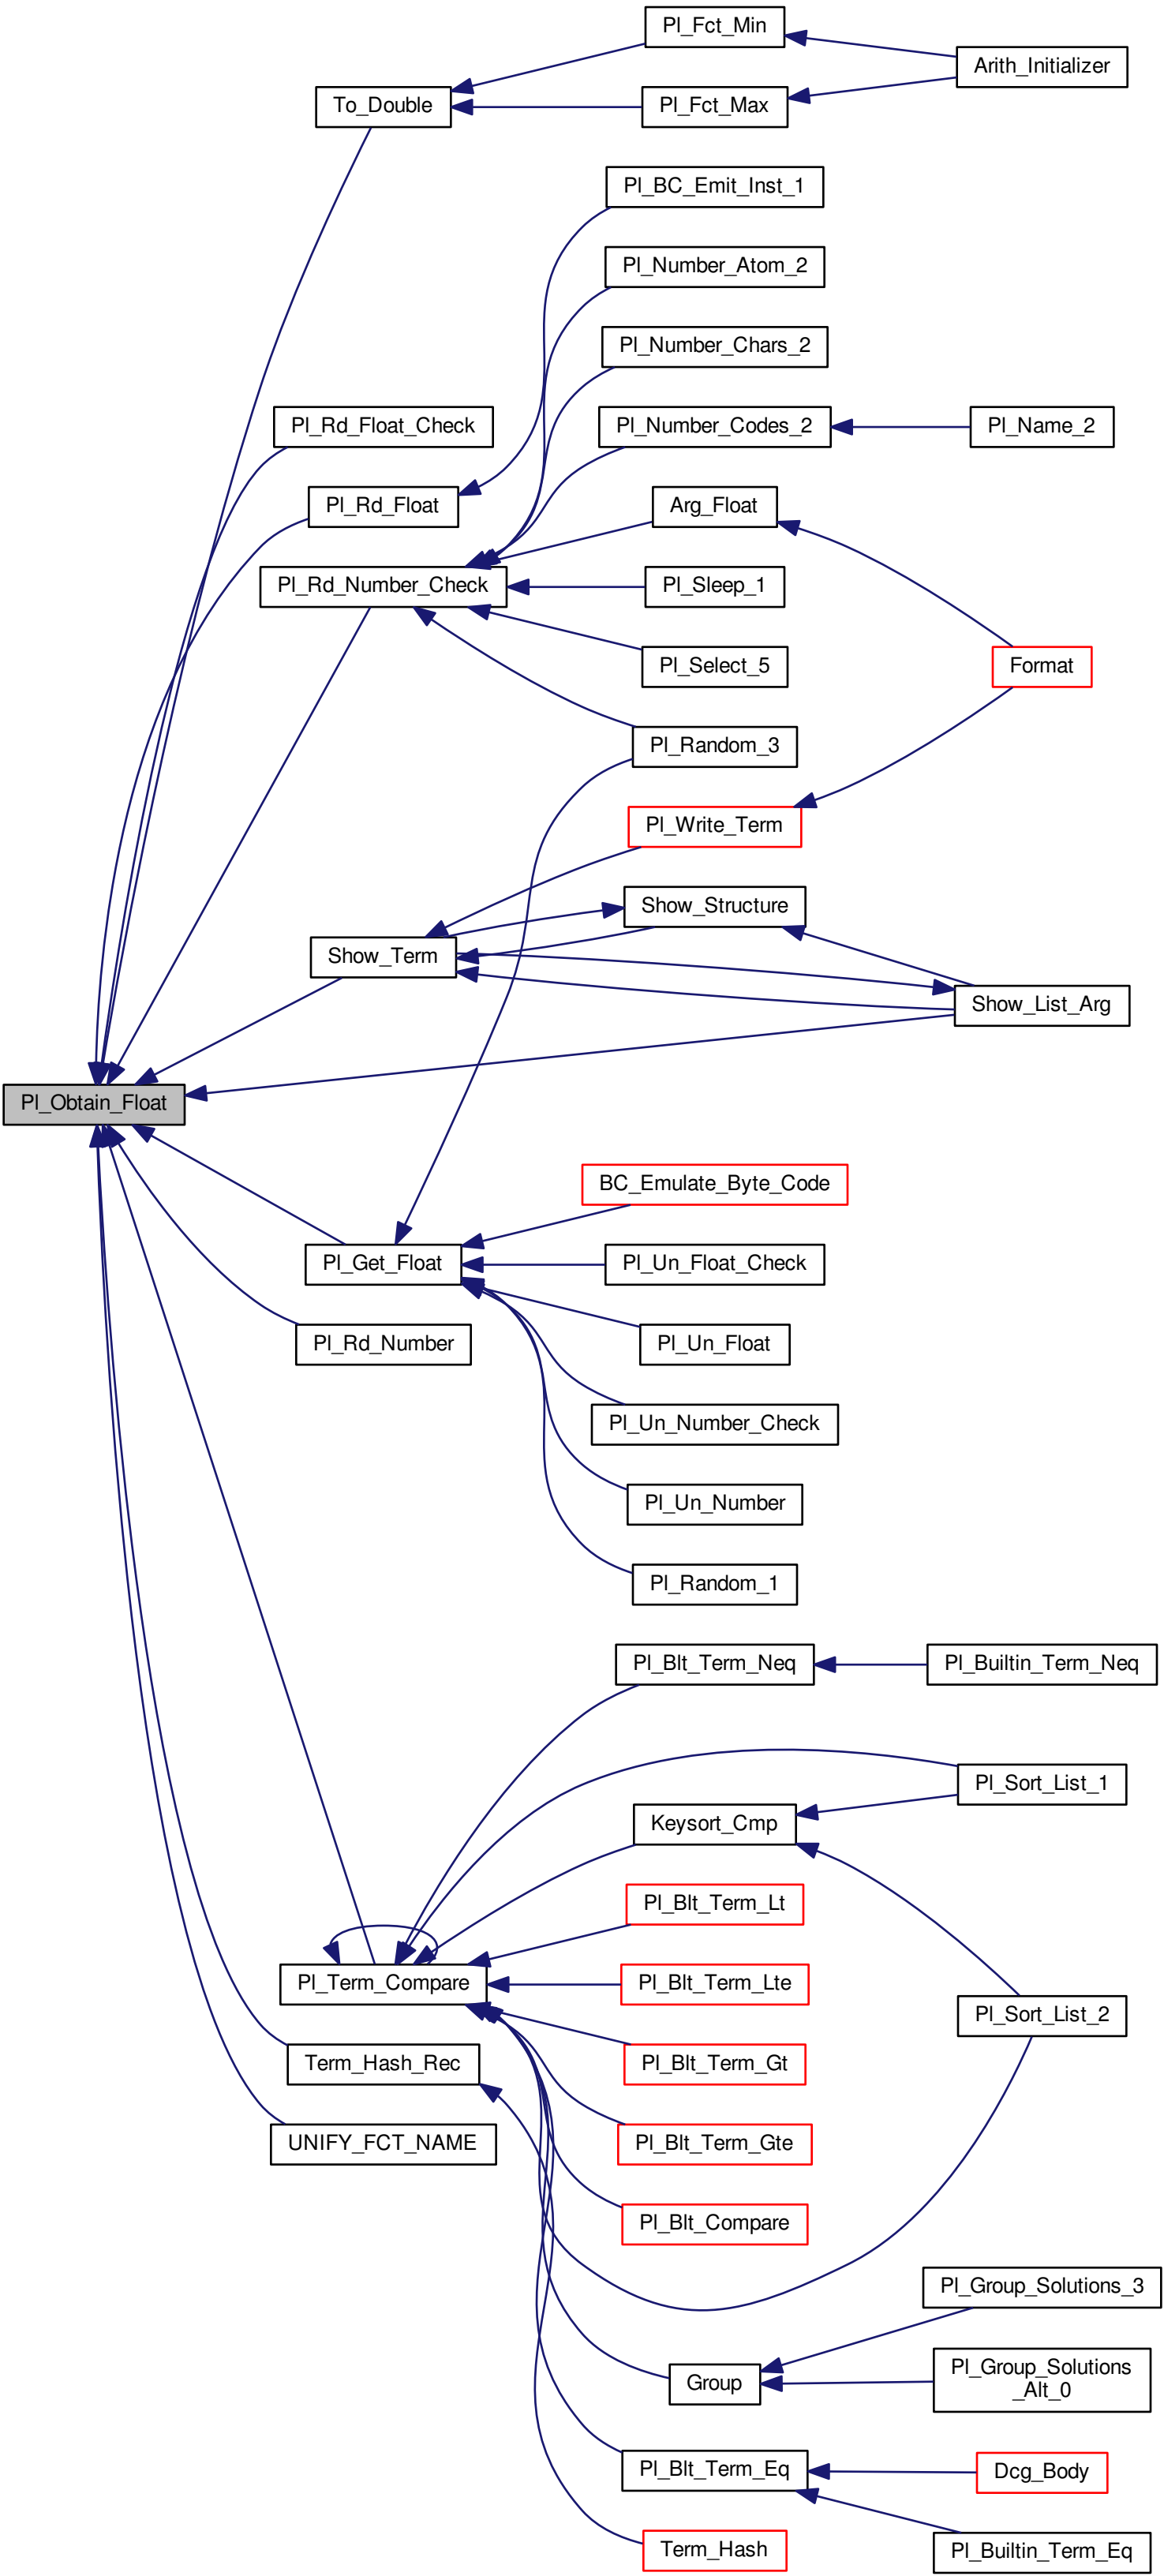 Pl_Fct_Min
Arith_Initializer
To_Double
Pl_Fct_Max
Pl_BC_Emit_Inst_1
Pl_Number_Atom_2
Pl_Number_Chars_2
Pl_Rd_Float_Check
Pl_Number_Codes_2
Pl_Name_2
Pl_Rd_Float
Arg_Float
Pl_Rd_Number_Check
Pl_Sleep_1
Pl_Select_5
Format
Pl_Random_3
Pl_Write_Term
Show_Structure
Show_Term
Show_List_Arg
Pl_Obtain_Float
BC_Emulate_Byte_Code
Pl_Get_Float
Pl_Un_Float_Check
Pl_Rd_Number
Pl_Un_Float
Pl_Un_Number_Check
Pl_Un_Number
Pl_Random_1
Pl_Blt_Term_Neq
Pl_Builtin_Term_Neq
Pl_Sort_List_1
Keysort_Cmp
Pl_Blt_Term_Lt
Pl_Term_Compare
Pl_Blt_Term_Lte
Pl_Sort_List_2
Term_Hash_Rec
Pl_Blt_Term_Gt
UNIFY_FCT_NAME
Pl_Blt_Term_Gte
Pl_Blt_Compare
Pl_Group_Solutions_3
Group
Pl_Group_Solutions
_Alt_0
Pl_Blt_Term_Eq
Dcg_Body
Term_Hash
Pl_Builtin_Term_Eq